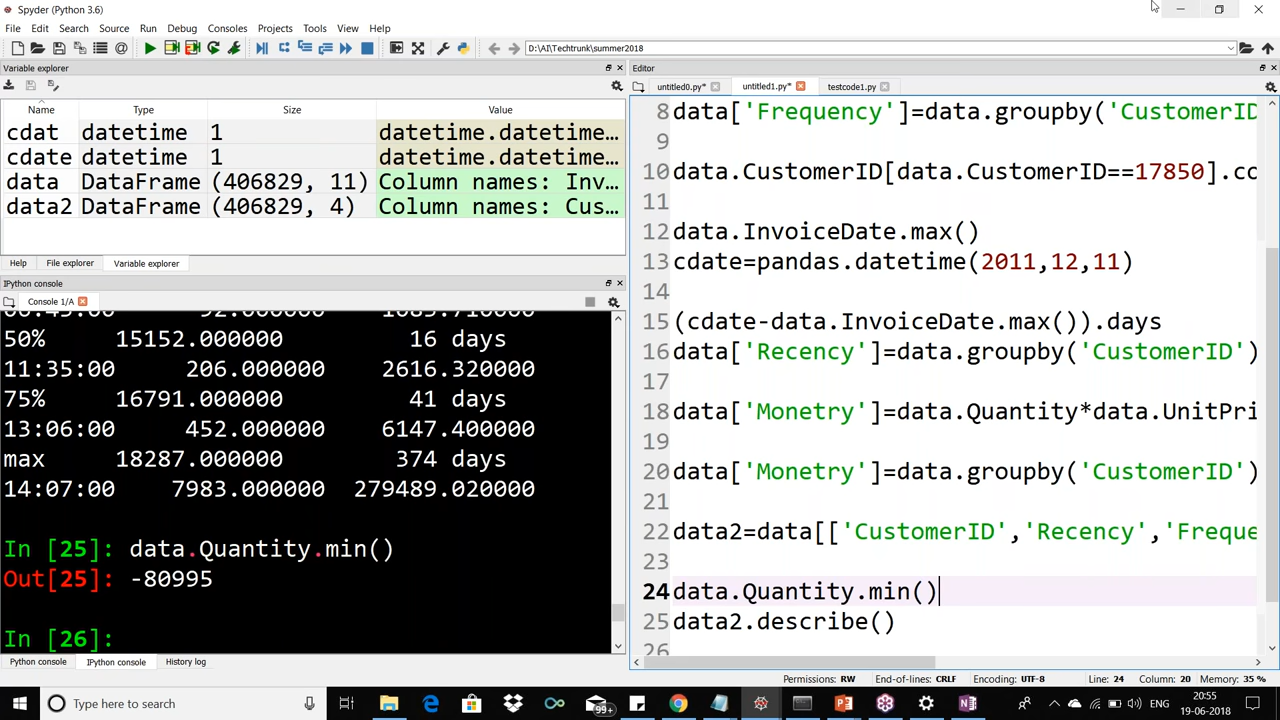 Spyder (Python 3.6)
File Edit Search Source Run Debug Consoles Projects Tools View Help
D:\AI\Techtrunk\summer2018
Variable explorer
Name Type Size Value
cdat datetime 1 datetime.datetime...
cdate datetime 1 datetime.datetime...
data DataFrame (406829, 11) Column names: Inv...
data2 DataFrame (406829, 4) Column names: Cus...
Help File explorer Variable explorer
IPython console
Console 1/A
50% 15152.000000 16 days
11:35:00 206.000000 2616.320000
75% 16791.000000 41 days
13:06:00 452.000000 6147.400000
max 18287.000000 374 days
14:07:00 7983.000000 279489.020000
In [25]: data.Quantity.min()
Out[25]: -80995
In [26]:
Python console IPython console History log
Editor
untitled0.py* untitled1.py* testcode1.py
8 data['Frequency']=data.groupby('CustomerID
9
10 data.CustomerID[data.CustomerID==17850].co
11
12 data.InvoiceDate.max()
13 cdate=pandas.datetime(2011,12,11)
14
15 (cdate-data.InvoiceDate.max()).days
16 data['Recency']=data.groupby('CustomerID')
17
18 data['Monetry']=data.Quantity*data.UnitPri
19
20 data['Monetry']=data.groupby('CustomerID')
21
22 data2=data[['CustomerID','Recency','Freque
23
24 data.Quantity.min()
25 data2.describe()
26
Permissions: RW End-of-lines: CRLF Encoding: UTF-8 Line: 24 Column: 20 Memory: 35 %
Type here to search
99+
ENG
20:55
19-06-2018